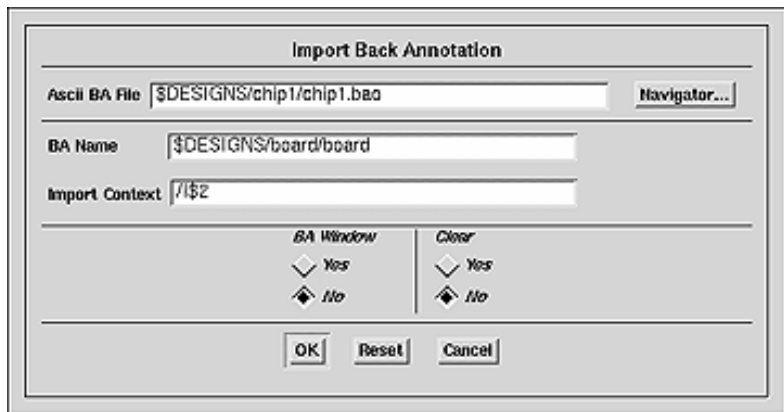 Import Back Annotation
Ascii BA File $DESIGNS/chip1/chip1.bao Navigator...
BA Name $DESIGNS/board/board
Import Context /I$2
BA Window Clear
Yes Yes
No No
OK Reset Cancel